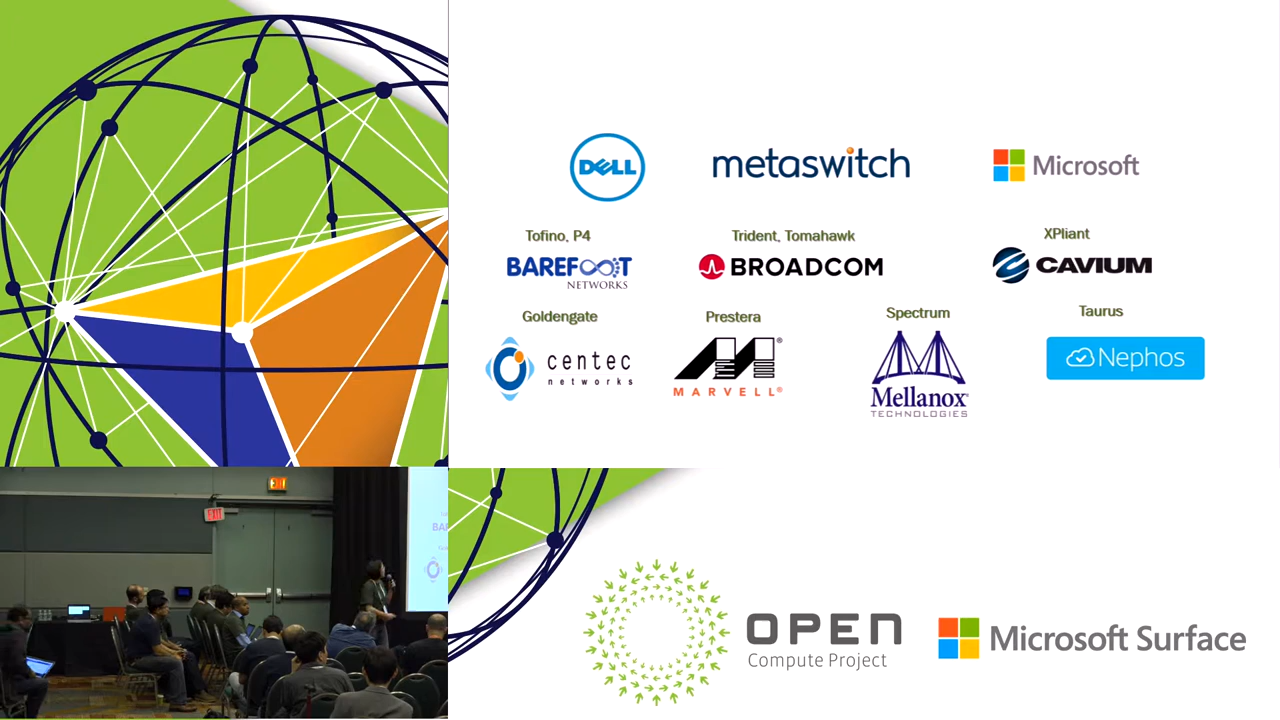 DELL
metaswitch
Microsoft
Tofino, P4
Trident, Tomahawk
XPliant
BAREFOOT
NETWORKS
BROADCOM
CAVIUM
Goldengate
Prestera
Spectrum
Taurus
centec
networks
MARVELL®
Mellanox®
TECHNOLOGIES
Nephos
BAREF
OPEN
Compute Project
Microsoft Surface